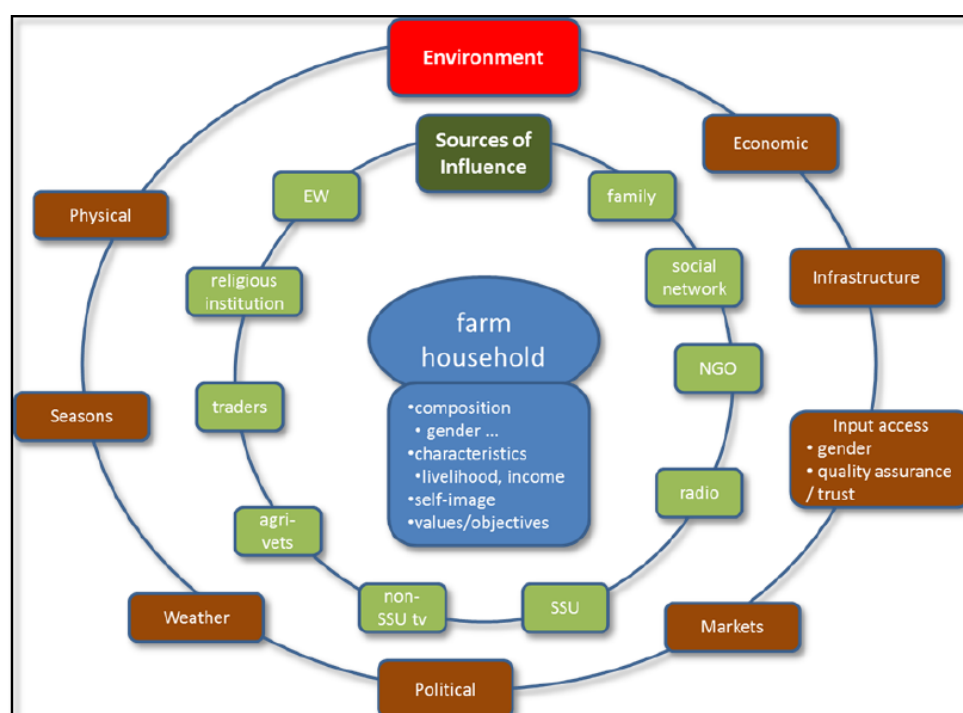 Environment
Sources of
Influence
Economic
EW
family
Physical
religious
institution
social
network
Infrastructure
farm
household
NGO
Seasons
traders
•composition
• gender ...
•characteristics
•livelihood, income
•self-image
•values/objectives
Input access
• gender
• quality assurance
/ trust
radio
agri-
vets
non-
SSU tv
SSU
Weather
Markets
Political